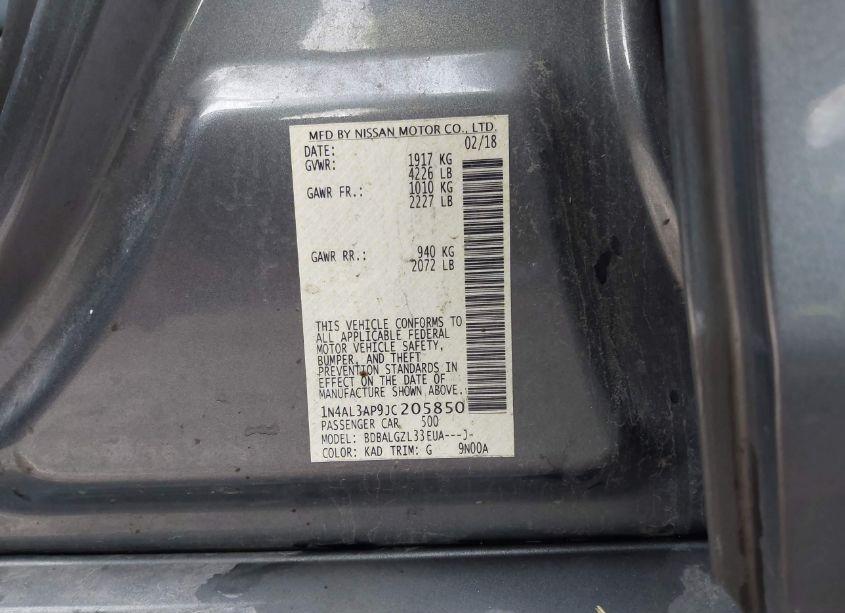 MFD BY NISSAN MOTOR CO., LTD.
DATE: 02/18
GVWR: 1917 KG
4226 LB
GAWR FR.: 1010 KG
2227 LB
GAWR RR.: 940 KG
2072 LB
THIS VEHICLE CONFORMS TO
ALL APPLICABLE FEDERAL
MOTOR VEHICLE SAFETY,
BUMPER, AND THEFT
PREVENTION STANDARDS IN
EFFECT ON THE DATE OF
MANUFACTURE SHOWN ABOVE.
1N4AL3AP9JC205850
PASSENGER CAR 500
MODEL: BDBALGZL33EUA---J-
COLOR: KAD TRIM: G 9N00A